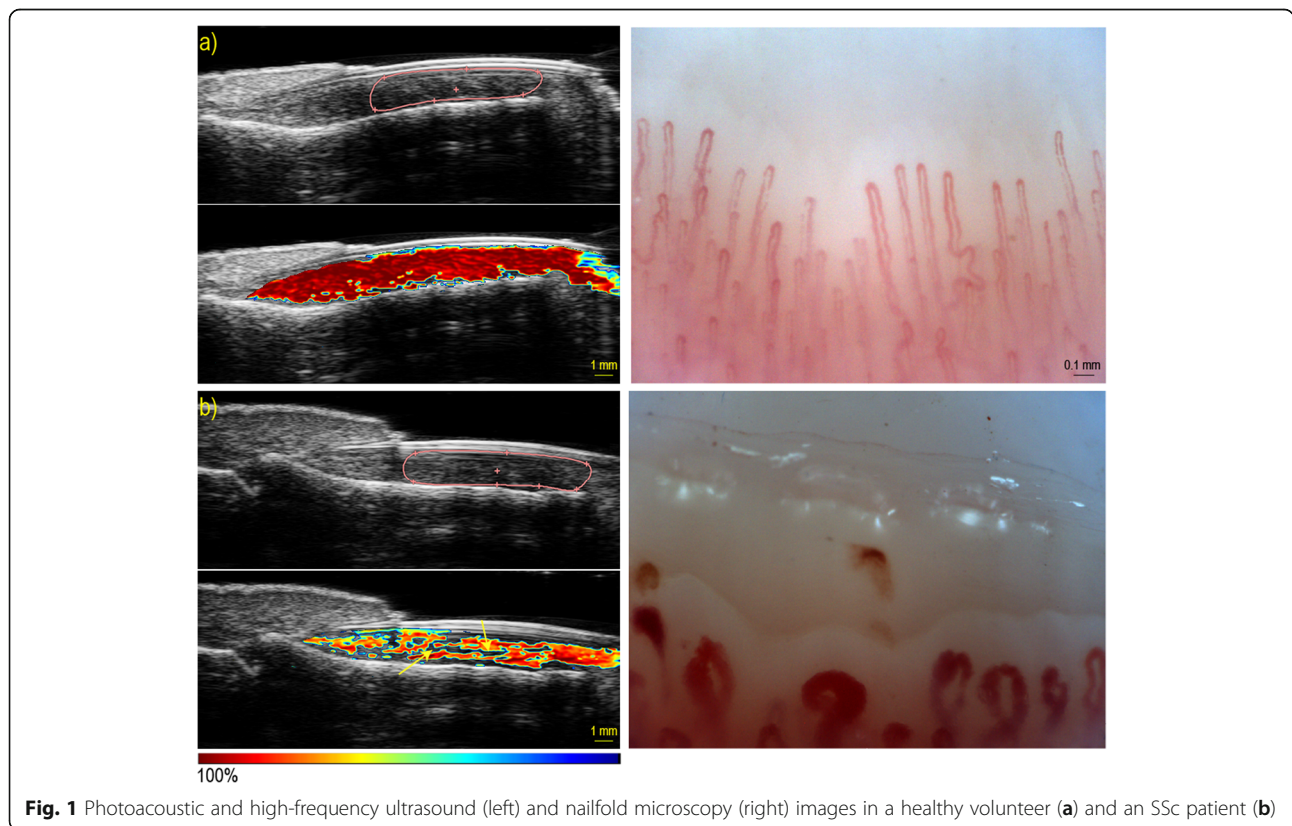 a)
1 mm
0.1 mm
b)
1 mm
100%
Fig. 1 Photoacoustic and high-frequency ultrasound (left) and nailfold microscopy (right) images in a healthy volunteer (a) and an SSc patient (b)